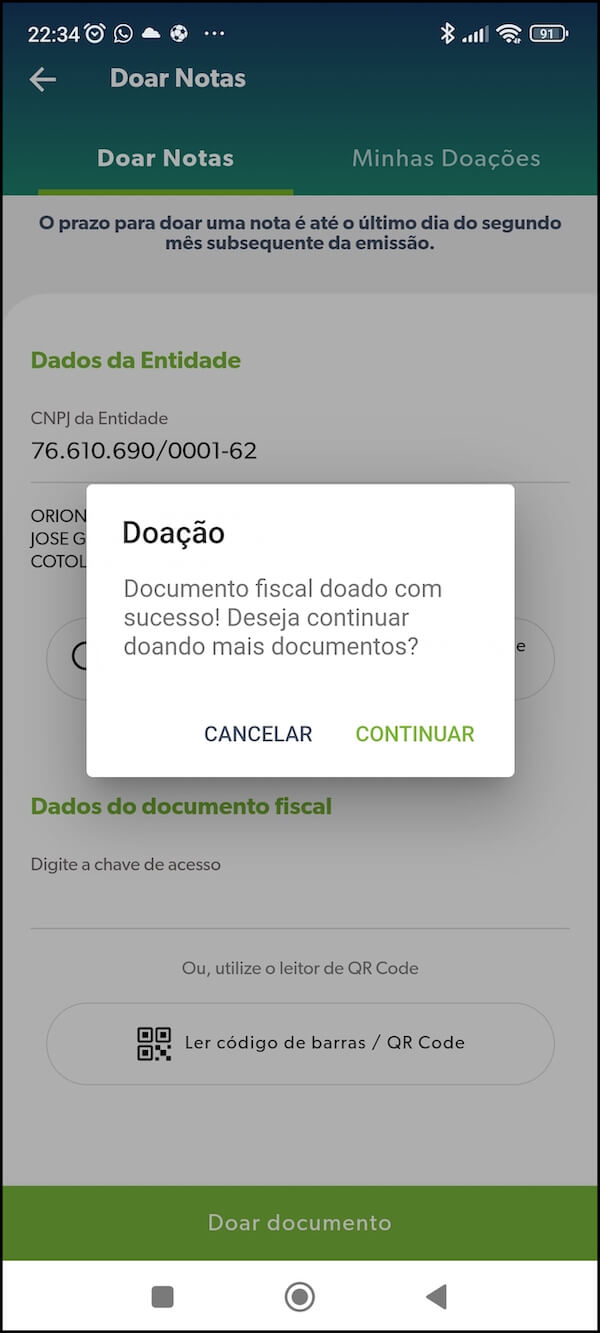 22:34
91
Doar Notas
Doar Notas
Minhas Doações
O prazo para doar uma nota é até o último dia do segundo
mês subsequente da emissão.
Dados da Entidade
CNPJ da Entidade
76.610.690/0001-62
ORION
JOSE G
COTOL
e
Doação
Documento fiscal doado com
sucesso! Deseja continuar
doando mais documentos?
CANCELAR
CONTINUAR
Dados do documento fiscal
Digite a chave de acesso
Ou, utilize o leitor de QR Code
Ler código de barras / QR Code
Doar documento